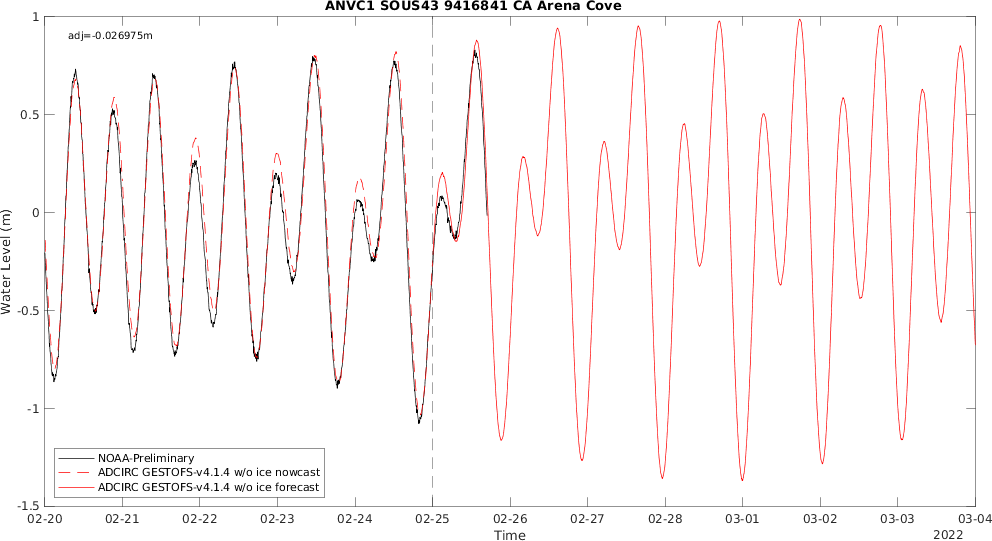 ANVC1 SOUS43 9416841 CA Arena Cove
adj=-0.026975m
1
0.5
0
-0.5
-1
-1.5
Water Level (m)
NOAA-Preliminary
ADCIRC GESTOFS-v4.1.4 w/o ice nowcast
ADCIRC GESTOFS-v4.1.4 w/o ice forecast
02-20 02-21 02-22 02-23 02-24 02-25 02-26 02-27 02-28 03-01 03-02 03-03 03-04
Time
2022